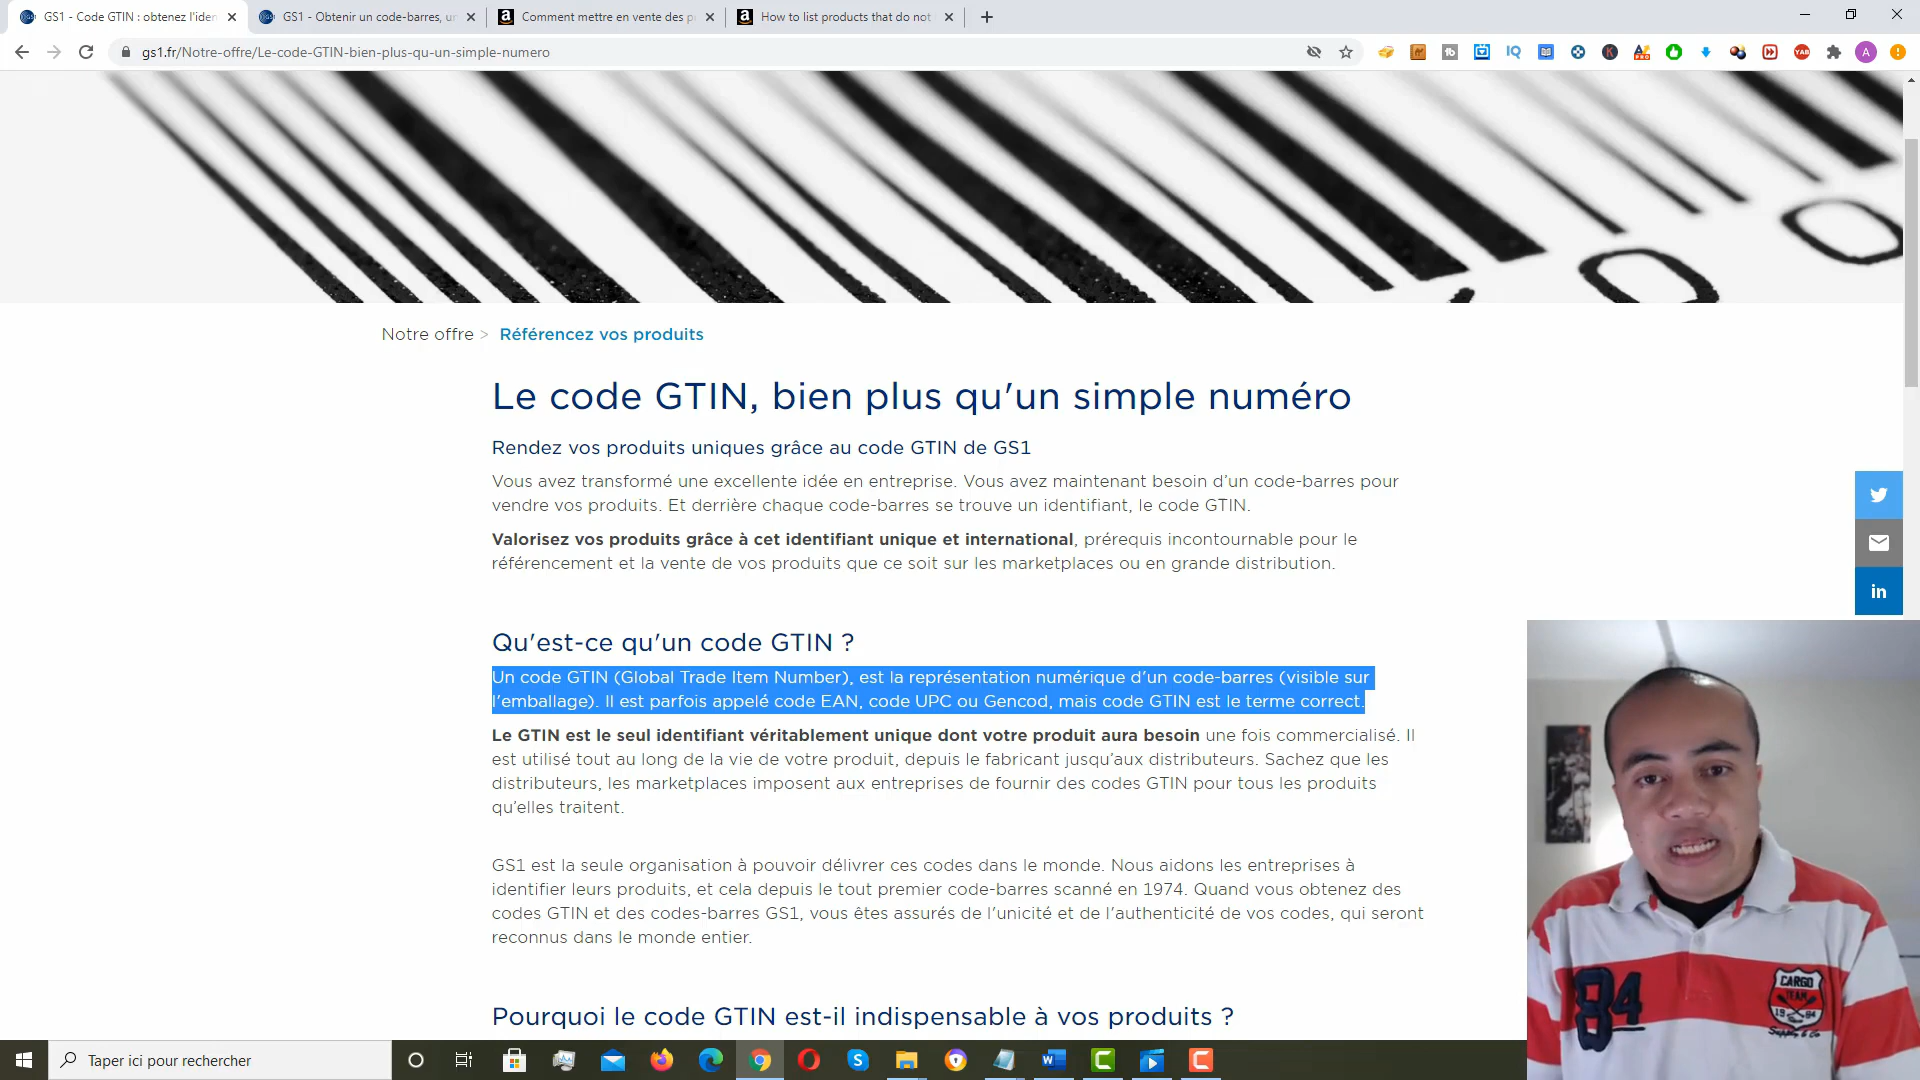 GS1 - Code GTIN : obtenez l'iden
GS1 - Obtenir un code-barres, un
Comment mettre en vente des p
How to list products that do not
gs1.fr/Notre-offre/Le-code-GTIN-bien-plus-qu-un-simple-numero
Notre offre > Référencez vos produits
Le code GTIN, bien plus qu'un simple numéro
Rendez vos produits uniques grâce au code GTIN de GS1
Vous avez transformé une excellente idée en entreprise. Vous avez maintenant besoin d'un code-barres pour
vendre vos produits. Et derrière chaque code-barres se trouve un identifiant, le code GTIN.
Valorisez vos produits grâce à cet identifiant unique et international, prérequis incontournable pour le
référencement et la vente de vos produits que ce soit sur les marketplaces ou en grande distribution.
Qu'est-ce qu'un code GTIN ?
Un code GTIN (Global Trade Item Number), est la représentation numérique d'un code-barres (visible sur
l'emballage). Il est parfois appelé code EAN, code UPC ou Gencod, mais code GTIN est le terme correct.
Le GTIN est le seul identifiant véritablement unique dont votre produit aura besoin une fois commercialisé. Il
est utilisé tout au long de la vie de votre produit, depuis le fabricant jusqu'aux distributeurs. Sachez que les
distributeurs, les marketplaces imposent aux entreprises de fournir des codes GTIN pour tous les produits
qu'elles traitent.
GS1 est la seule organisation à pouvoir délivrer ces codes dans le monde. Nous aidons les entreprises à
identifier leurs produits, et cela depuis le tout premier code-barres scanné en 1974. Quand vous obtenez des
codes GTIN et des codes-barres GS1, vous êtes assurés de l'unicité et de l'authenticité de vos codes, qui seront
reconnus dans le monde entier.
Pourquoi le code GTIN est-il indispensable à vos produits ?
84
CARGO
TEAM
19 84
Supply & Co
Taper ici pour rechercher